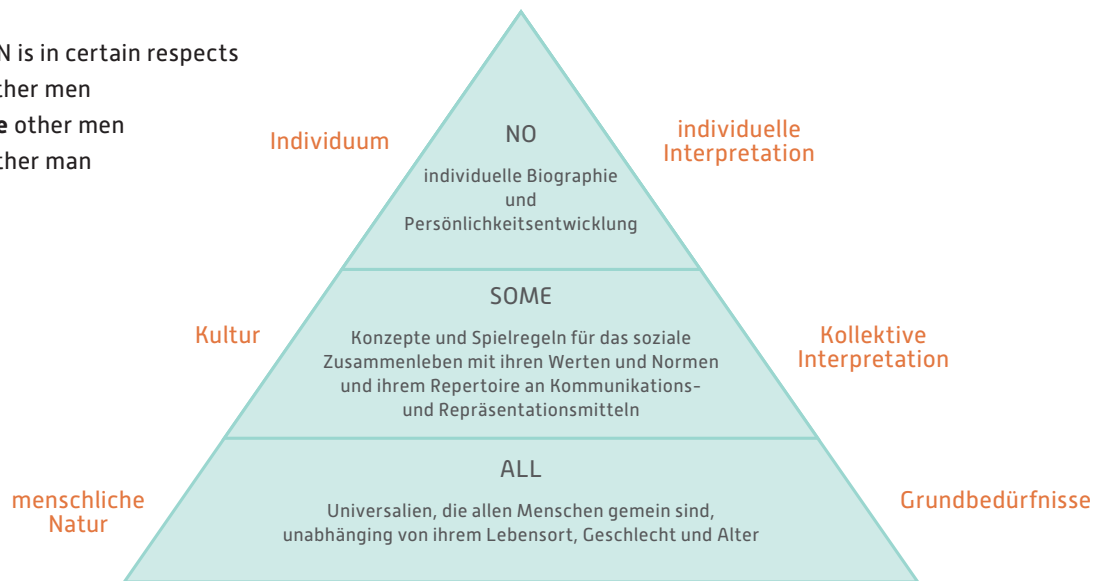 N is in certain respects
ther men
e other men
ther man
NO
individuelle Biographie
und
Persönlichkeitsentwicklung
Individuum
individuelle
Interpretation
SOME
Konzepte und Spielregeln für das soziale
Zusammenleben mit ihren Werten und Normen
und ihrem Repertoire an Kommunikations-
und Repräsentationsmitteln
Kultur
Kollektive
Interpretation
ALL
Universalien, die allen Menschen gemein sind,
unabhänging von ihrem Lebensort, Geschlecht und Alter
menschliche
Natur
Grundbedürfnisse